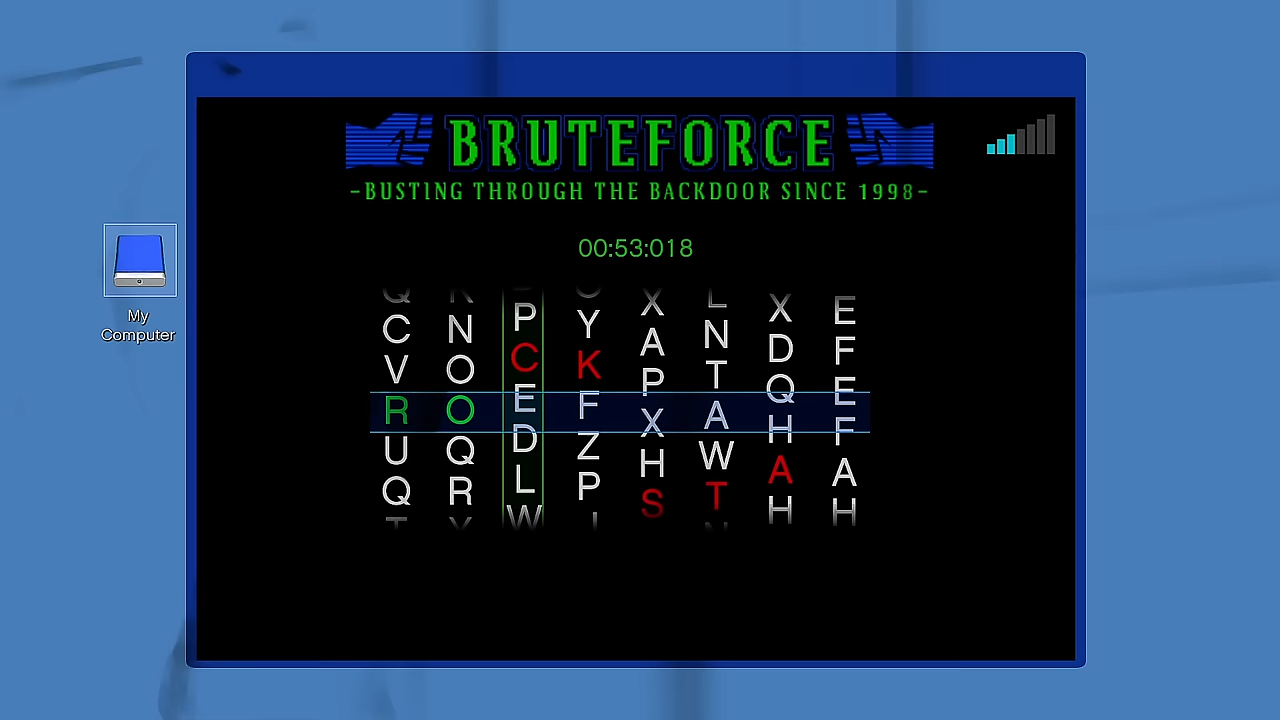 BRUTEFORCE
-BUSTING THROUGH THE BACKDOOR SINCE 1998-
00:53:018
My
Computer
P X E
C N Y A N D F
V O C K P T Q E
R O E F X A H F
U Q D Z H W A A
Q R L P S T H H
W